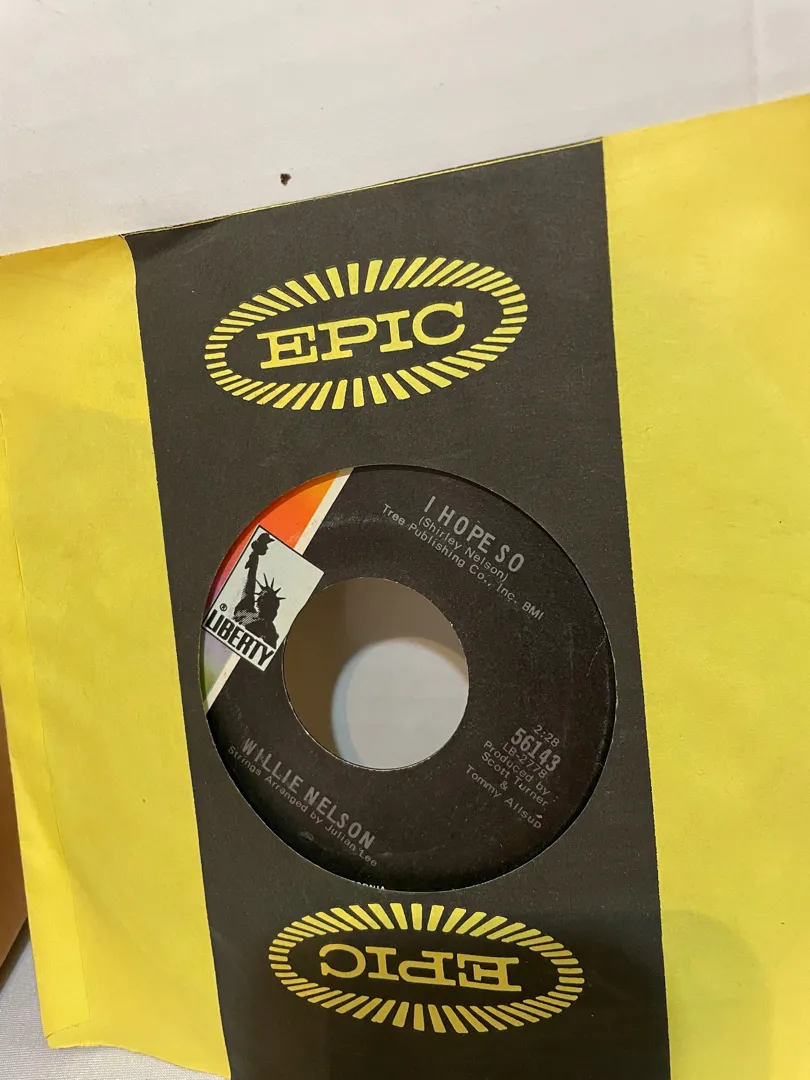 EPIC
I HOPE SO
(Shirley Nelson)
Tree Publishing Co., Inc. BMI
®
LIBERTY
2:28
56143
LB-2778
Produced by
Scott Turner
&
Tommy Allsup
WILLIE NELSON
Strings Arranged by Julian Lee
EPIC